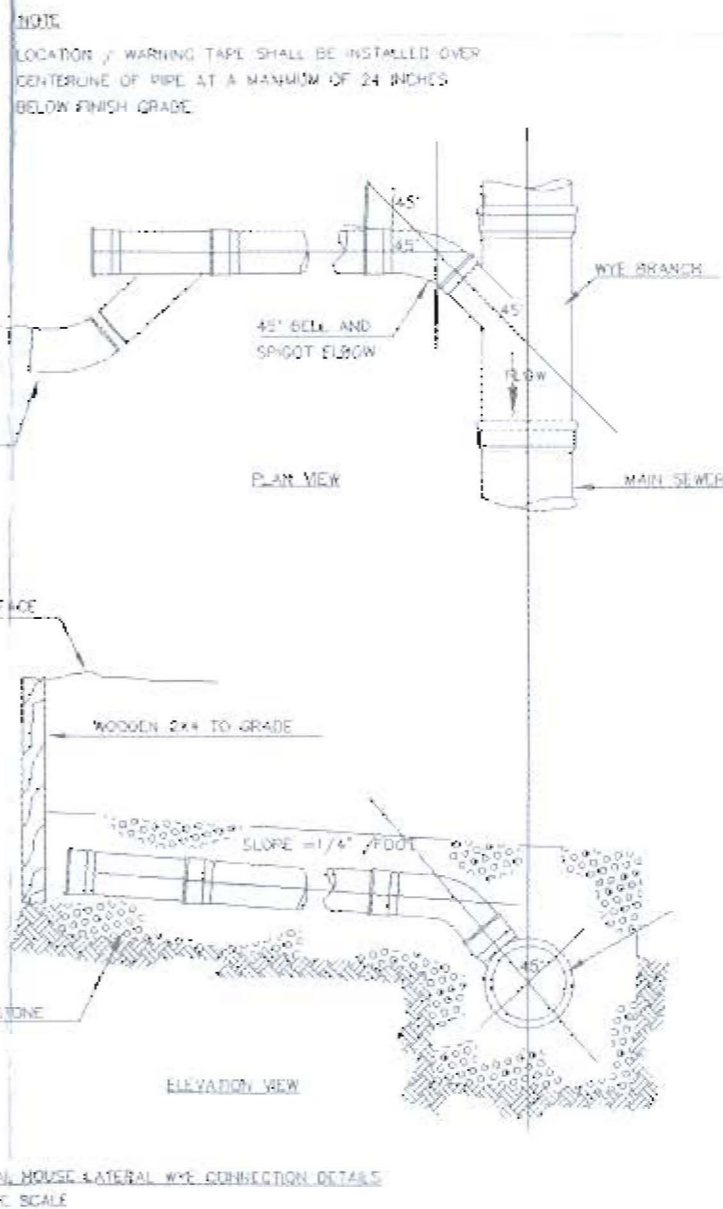 NOTE
LOCATION / WARNING TAPE SHALL BE INSTALLED OVER
CENTERLINE OF PIPE AT A MAXIMUM OF 24 INCHES
BELOW FINISH GRADE
45°
45°
WYE BRANCH
45° BELL AND
SPIGOT ELBOW
45°
FLOW
PLAN VIEW
MAIN SEWER
WOODEN 2X4 TO GRADE
SLOPE =1/4" /FOOT
45°
STONE
ELEVATION VIEW
HOUSE LATERAL WYE CONNECTION DETAILS
SCALE